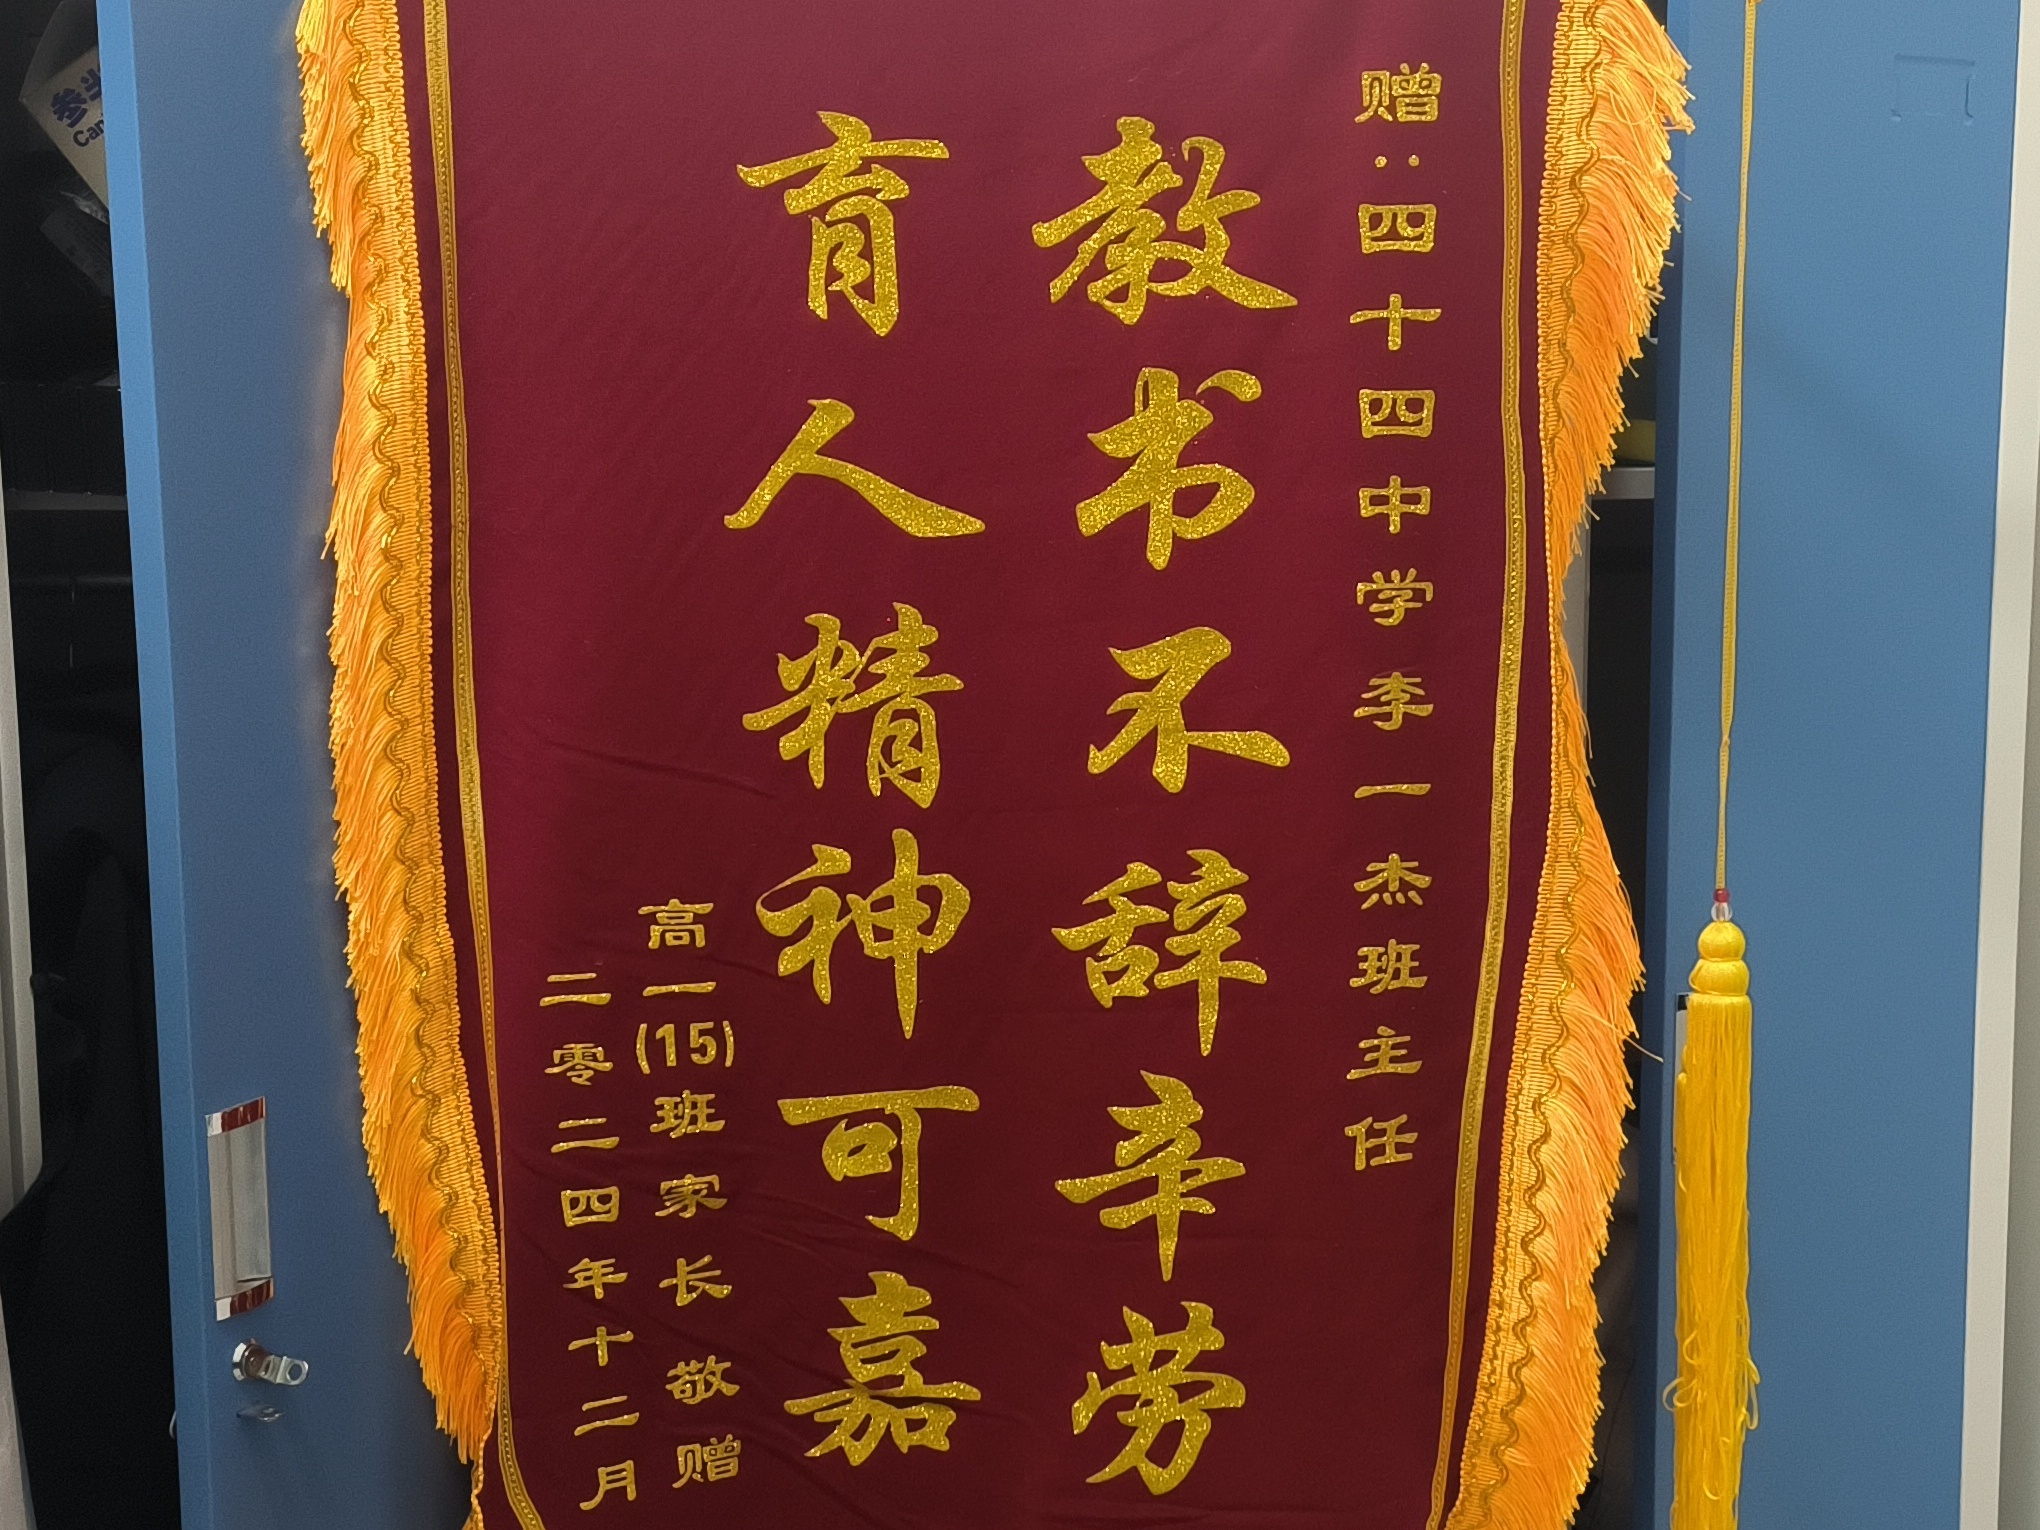 赠：四十四中学李一杰班主任
教书不辞辛劳
育人精神可嘉
高一(15)班家长敬赠
二零二四年十二月